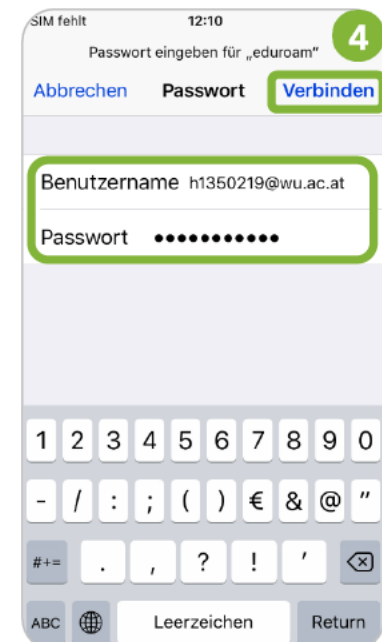 SIM fehlt 12:10
4
Passwort eingeben für „eduroam“
Abbrechen Passwort Verbinden
Benutzername h1350219@wu.ac.at
Passwort ●●●●●●●●●●●
1 2 3 4 5 6 7 8 9 0
- / : ; ( ) € & @ "
#+= . , ? ! '
ABC Leerzeichen Return